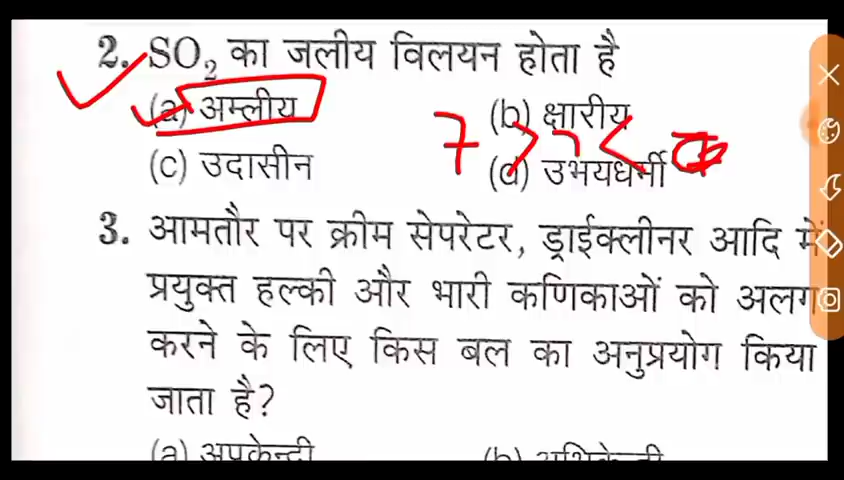 2. SO₂ का जलीय विलयन होता है
(a) अम्लीय (b) क्षारीय
7 > 7 <
(c) उदासीन (d) उभयधर्मी
3. आमतौर पर क्रीम सेपरेटर, ड्राईक्लीनर आदि में
प्रयुक्त हल्की और भारी कणिकाओं को अलग
करने के लिए किस बल का अनुप्रयोग किया
जाता है?
(a) अपकेन्द्री (b) अभिकेन्द्री